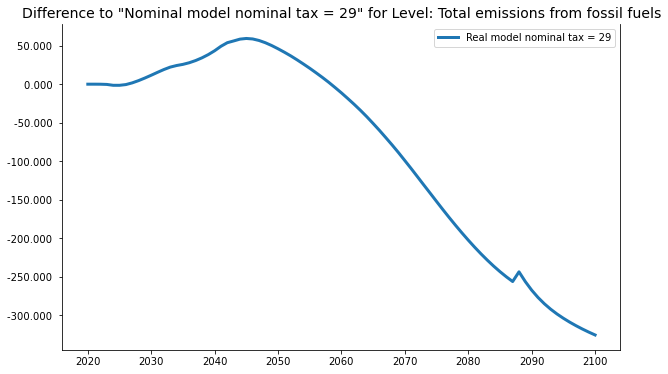 Difference to "Nominal model nominal tax = 29" for Level: Total emissions from fossil fuels
Real model nominal tax = 29
50.000
0.000
-50.000
-100.000
-150.000
-200.000
-250.000
-300.000
2020 2030 2040 2050 2060 2070 2080 2090 2100